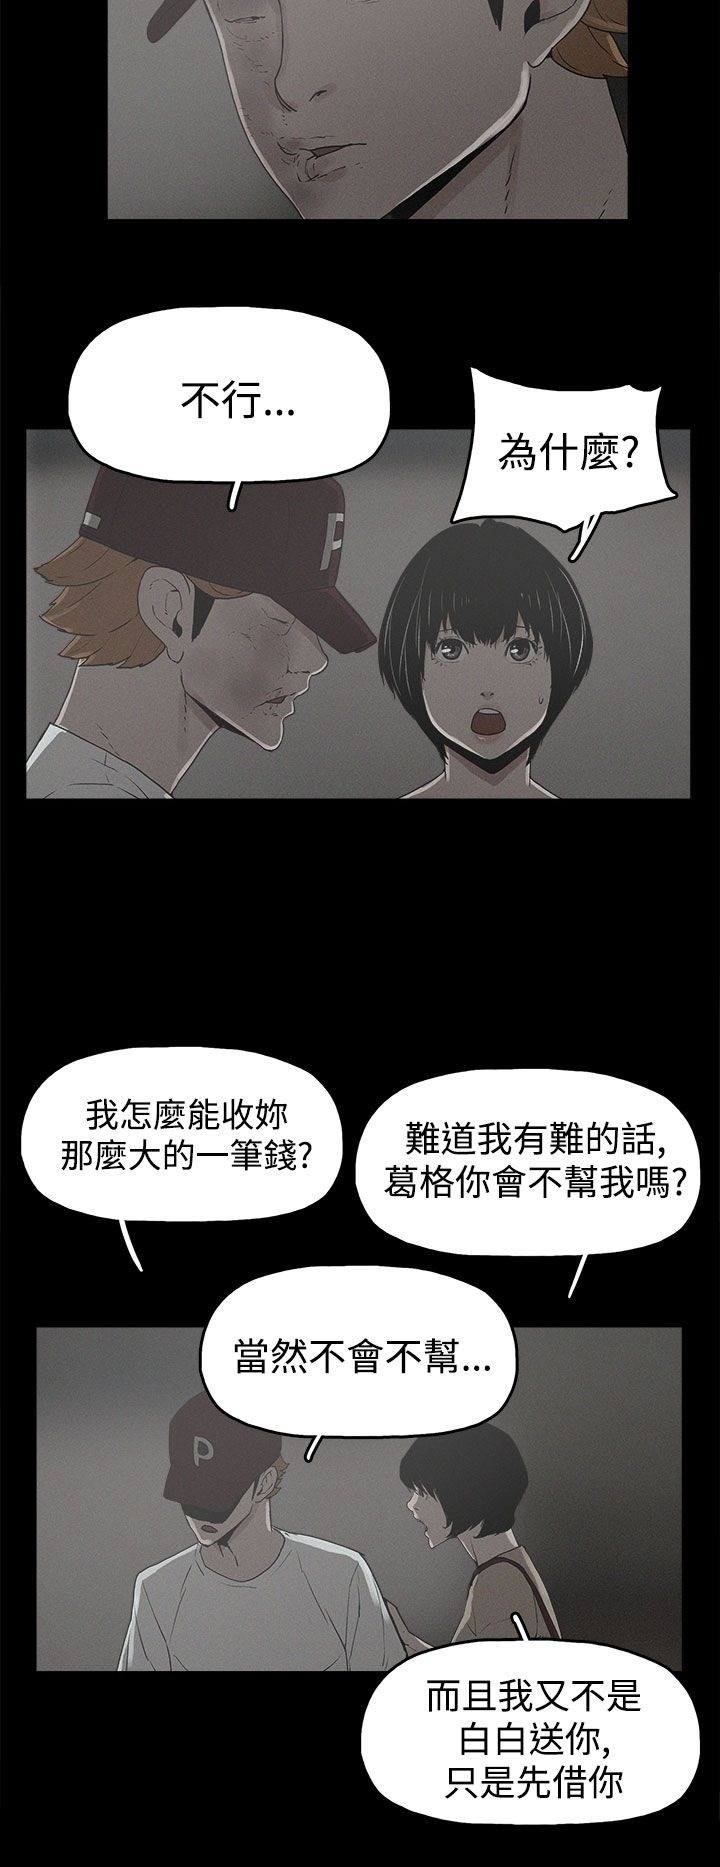 不行...
為什麼?
P
我怎麼能收妳
那麼大的一筆錢?
難道我有難的話,
葛格你會不幫我嗎?
當然不會不幫...
P
而且我又不是
白白送你,
只是先借你